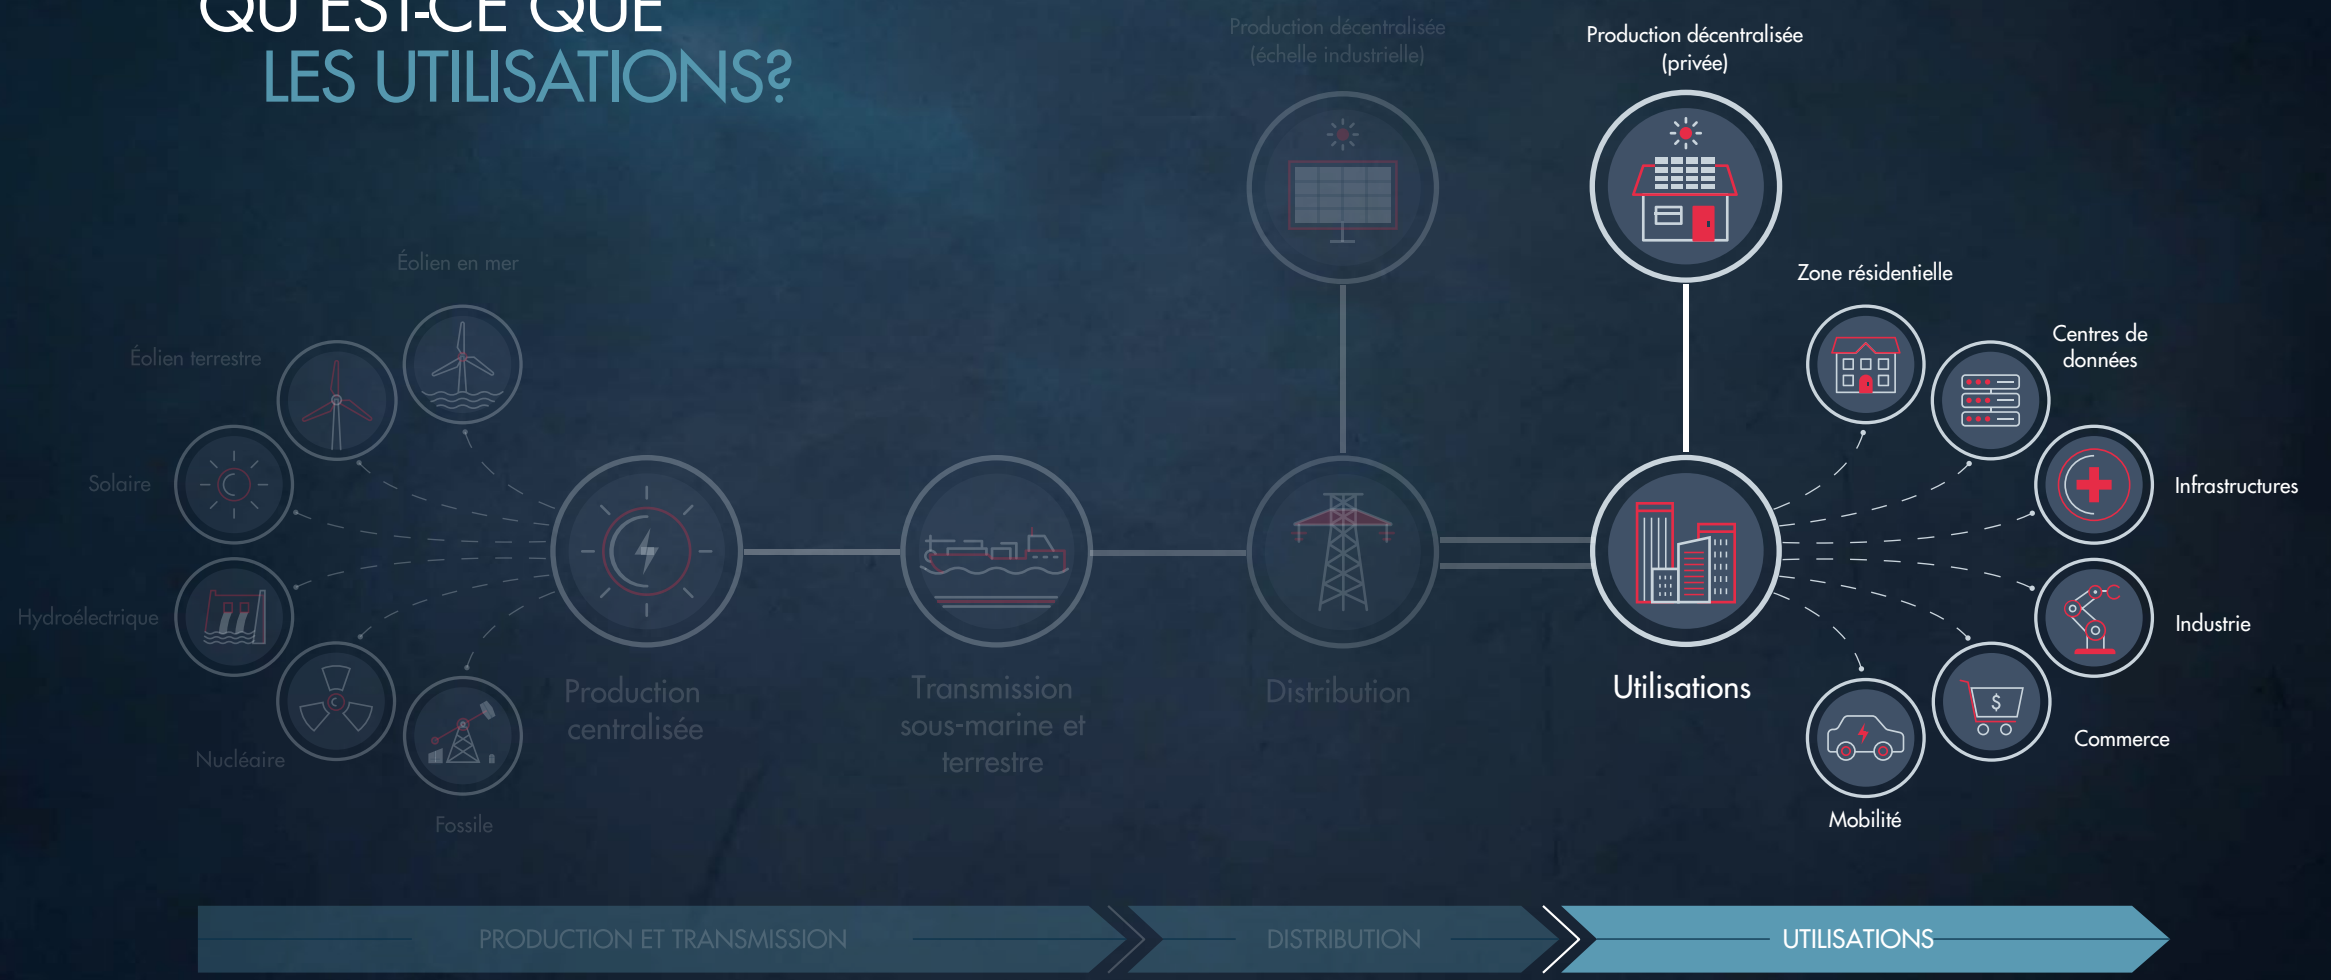 QU'EST-CE QUE
LES UTILISATIONS?
Production décentralisée
(échelle industrielle)
Production décentralisée
(privée)
Éolien en mer
Éolien terrestre
Solaire
Hydroélectrique
Nucléaire
Fossile
Production
centralisée
Transmission
sous-marine et
terrestre
Distribution
Utilisations
Zone résidentielle
Centres de
données
Infrastructures
Industrie
$
Commerce
Mobilité
PRODUCTION ET TRANSMISSION
DISTRIBUTION
UTILISATIONS